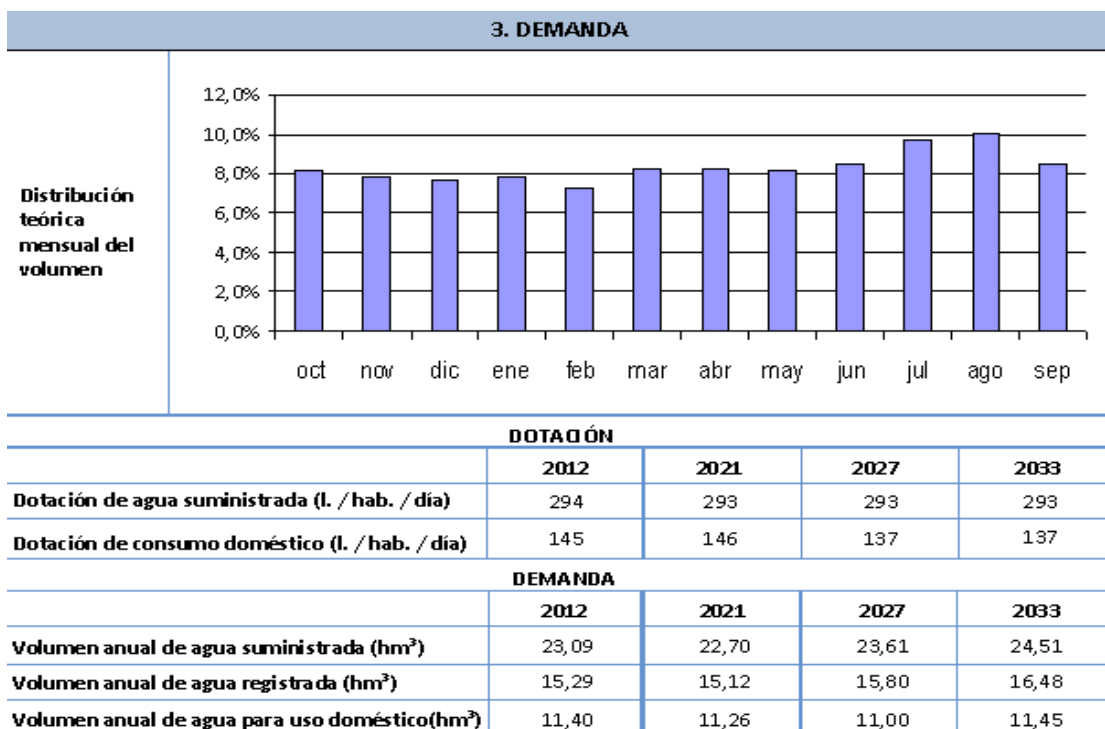 3. DEMANDA
Distribución
teórica
mensual del
volumen
12,0%
10,0%
8,0%
6,0%
4,0%
2,0%
0,0%
oct nov dic ene feb mar abr may jun jul ago sep
DOTACIÓN
2012 2021 2027 2033
Dotación de agua suministrada (l. / hab. / día) 294 293 293 293
Dotación de consumo doméstico (l. / hab. / día) 145 146 137 137
DEMANDA
2012 2021 2027 2033
Volumen anual de agua suministrada (hm³) 23,09 22,70 23,61 24,51
Volumen anual de agua registrada (hm³) 15,29 15,12 15,80 16,48
Volumen anual de agua para uso doméstico(hm³) 11,40 11,26 11,00 11,45